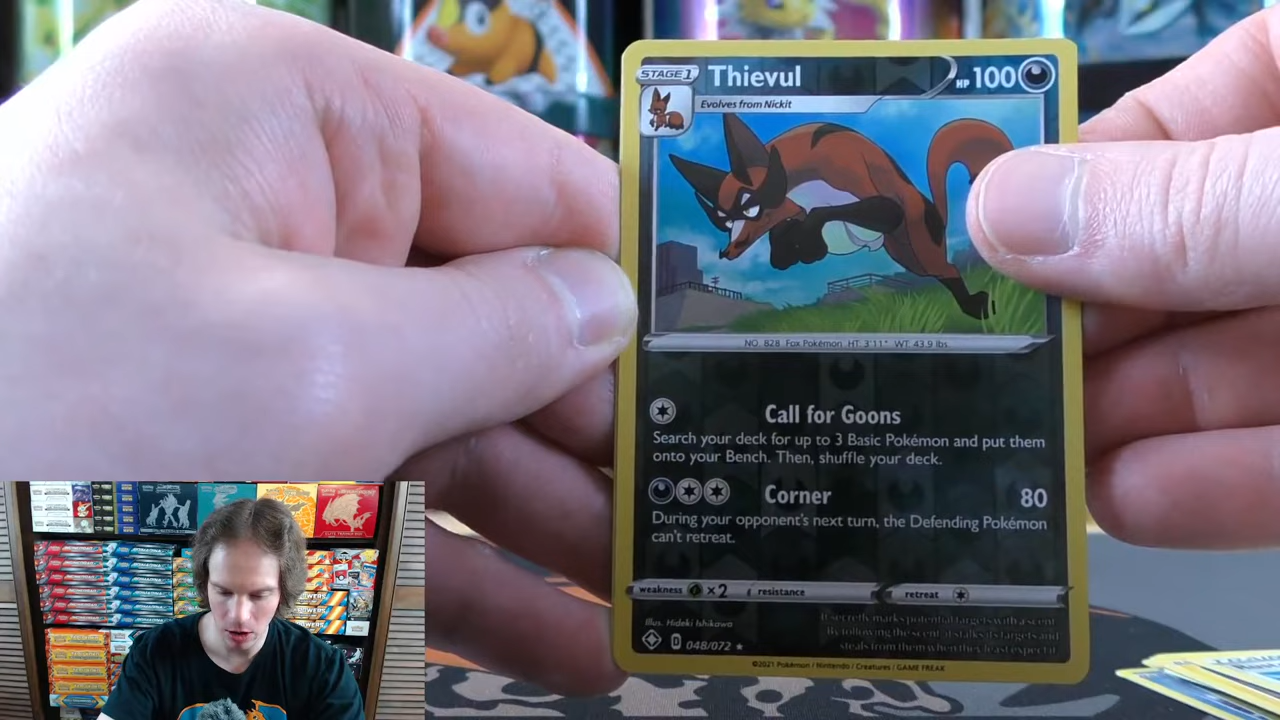 STAGE 1 Thievul HP 100
Evolves from Nickit
NO. 828 Fox Pokémon HT: 3'11" WT: 43.9 lbs.
Call for Goons
Search your deck for up to 3 Basic Pokémon and put them
onto your Bench. Then, shuffle your deck.
Corner 80
During your opponent's next turn, the Defending Pokémon
can't retreat.
weakness ×2 resistance retreat
Illus. Hideki Ishikawa
It secretly marks potential targets with a scent.
By following the scent, it stalks its targets and
steals from them when they least expect it.
D 048/072 ★
©2021 Pokémon / Nintendo / Creatures / GAME FREAK